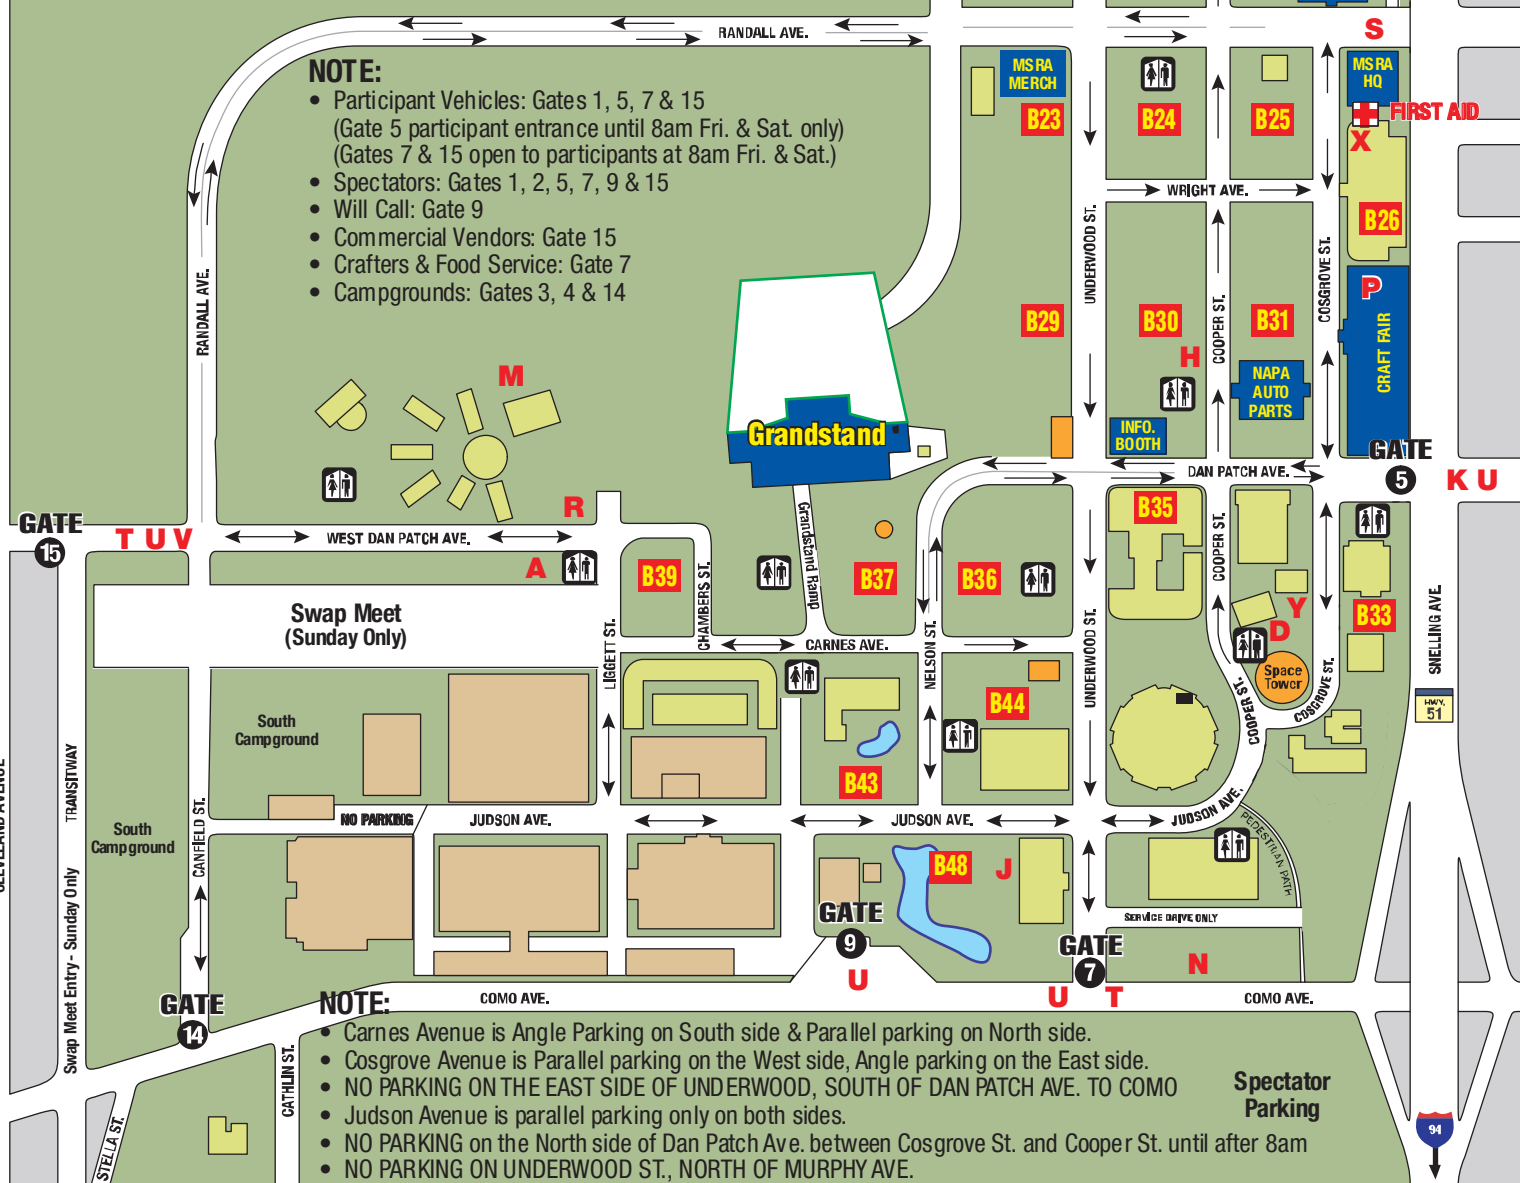 RANDALL AVE.
S
NOTE:
• Participant Vehicles: Gates 1, 5, 7 & 15
(Gate 5 participant entrance until 8am Fri. & Sat. only)
(Gates 7 & 15 open to participants at 8am Fri. & Sat.)
• Spectators: Gates 1, 2, 5, 7, 9 & 15
• Will Call: Gate 9
• Commercial Vendors: Gate 15
• Crafters & Food Service: Gate 7
• Campgrounds: Gates 3, 4 & 14
MSRA
MERCH
MSRA
HQ
FIRST AID
X
B23
B24
B25
WRIGHT AVE.
B26
UNDERWOOD ST.
COSGROVE ST.
COOPER ST.
RANDALL AVE.
P
CRAFT FAIR
B29
B30
B31
H
NAPA
AUTO
PARTS
M
Grandstand
INFO.
BOOTH
GATE
5
K U
DAN PATCH AVE.
R
B35
GATE
15
T U V
WEST DAN PATCH AVE.
A
Grandstand Ramp
COOPER ST.
B39
CHAMBERS ST.
B37
B36
Y
D
B33
Swap Meet
(Sunday Only)
LIGGETT ST.
CARNES AVE.
NELSON ST.
UNDERWOOD ST.
SNELLING AVE.
Space
Tower
COOPER ST.
COSGROVE ST.
HWY.
51
South
Campground
B44
B43
TRANSITWAY
CANFIELD ST.
NO PARKING
JUDSON AVE.
JUDSON AVE.
JUDSON AVE.
PEDESTRIAN PATH
South
Campground
CLEVELAND AVENUE
B48
J
Swap Meet Entry - Sunday Only
GATE
9
SERVICE DRIVE ONLY
GATE
7
N
U
U
T
GATE
14
COMO AVE.
COMO AVE.
CATHLIN ST.
STELLA ST.
NOTE:
• Carnes Avenue is Angle Parking on South side & Parallel parking on North side.
• Cosgrove Avenue is Parallel parking on the West side, Angle parking on the East side.
• NO PARKING ON THE EAST SIDE OF UNDERWOOD, SOUTH OF DAN PATCH AVE. TO COMO
• Judson Avenue is parallel parking only on both sides.
• NO PARKING on the North side of Dan Patch Ave. between Cosgrove St. and Cooper St. until after 8am
• NO PARKING ON UNDERWOOD ST., NORTH OF MURPHY AVE.
Spectator
Parking
94